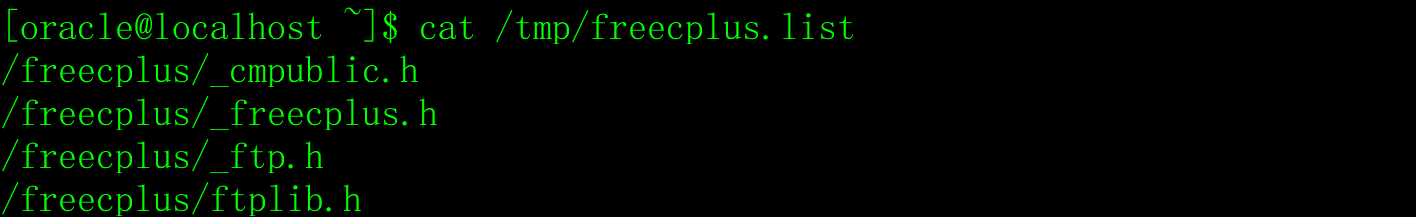 [oracle@localhost ~]$ cat /tmp/freecplus.list
/freecplus/_cmpublic.h
/freecplus/_freecplus.h
/freecplus/_ftp.h
/freecplus/ftplib.h